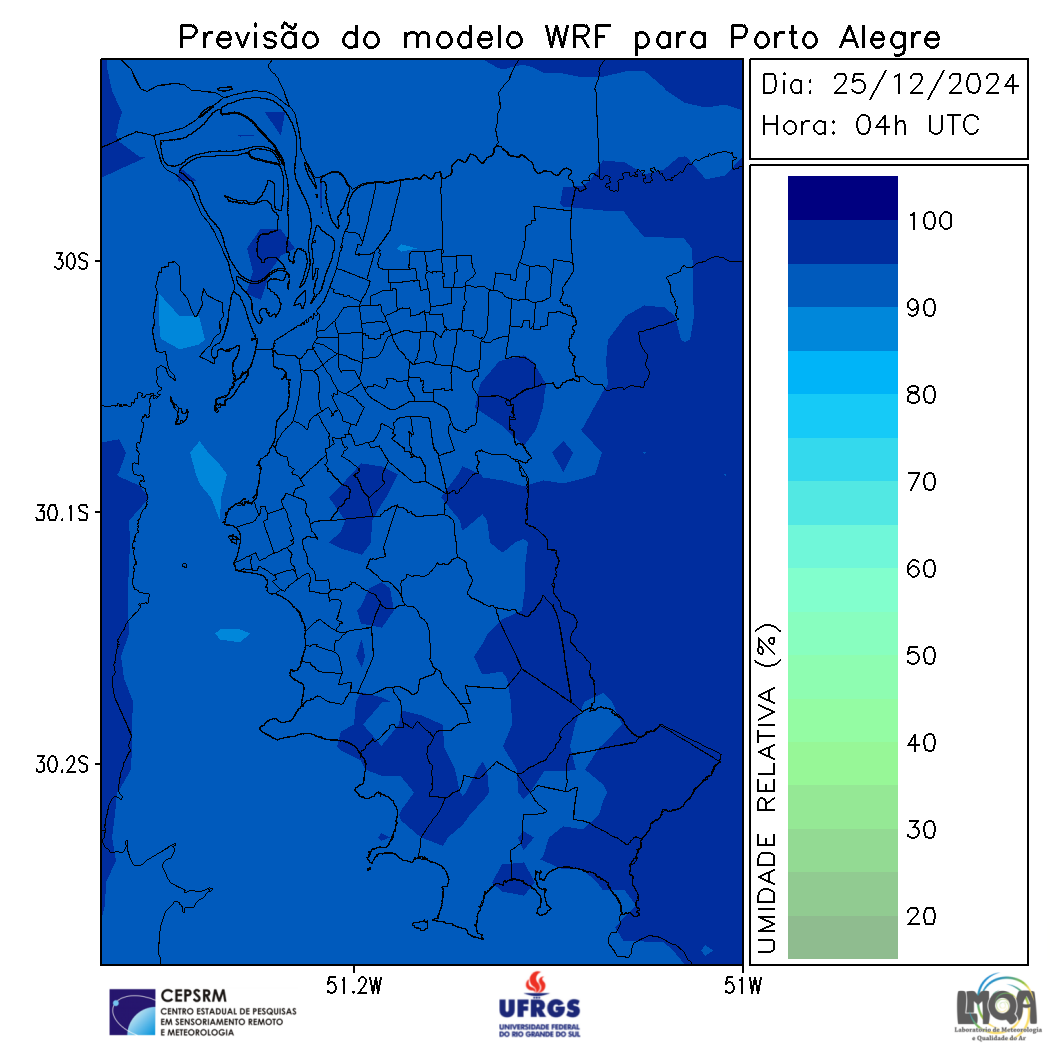 Previsão do modelo WRF para Porto Alegre
Dia: 25/12/2024
Hora: 04h UTC
100
90
80
70
60
50
40
30
20
UMIDADE RELATIVA (%)
30S
30.1S
30.2S
51.2W
51W
CEPSRM
CENTRO ESTADUAL DE PESQUISAS
EM SENSORIAMENTO REMOTO
E METEOROLOGIA
UFRGS
UNIVERSIDADE FEDERAL
DO RIO GRANDE DO SUL
LMQA
Laboratório de Meteorologia
e Qualidade do Ar